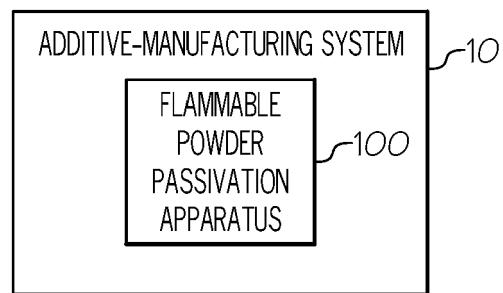 ADDITIVE-MANUFACTURING SYSTEM
10
FLAMMABLE
POWDER
PASSIVATION
APPARATUS
100